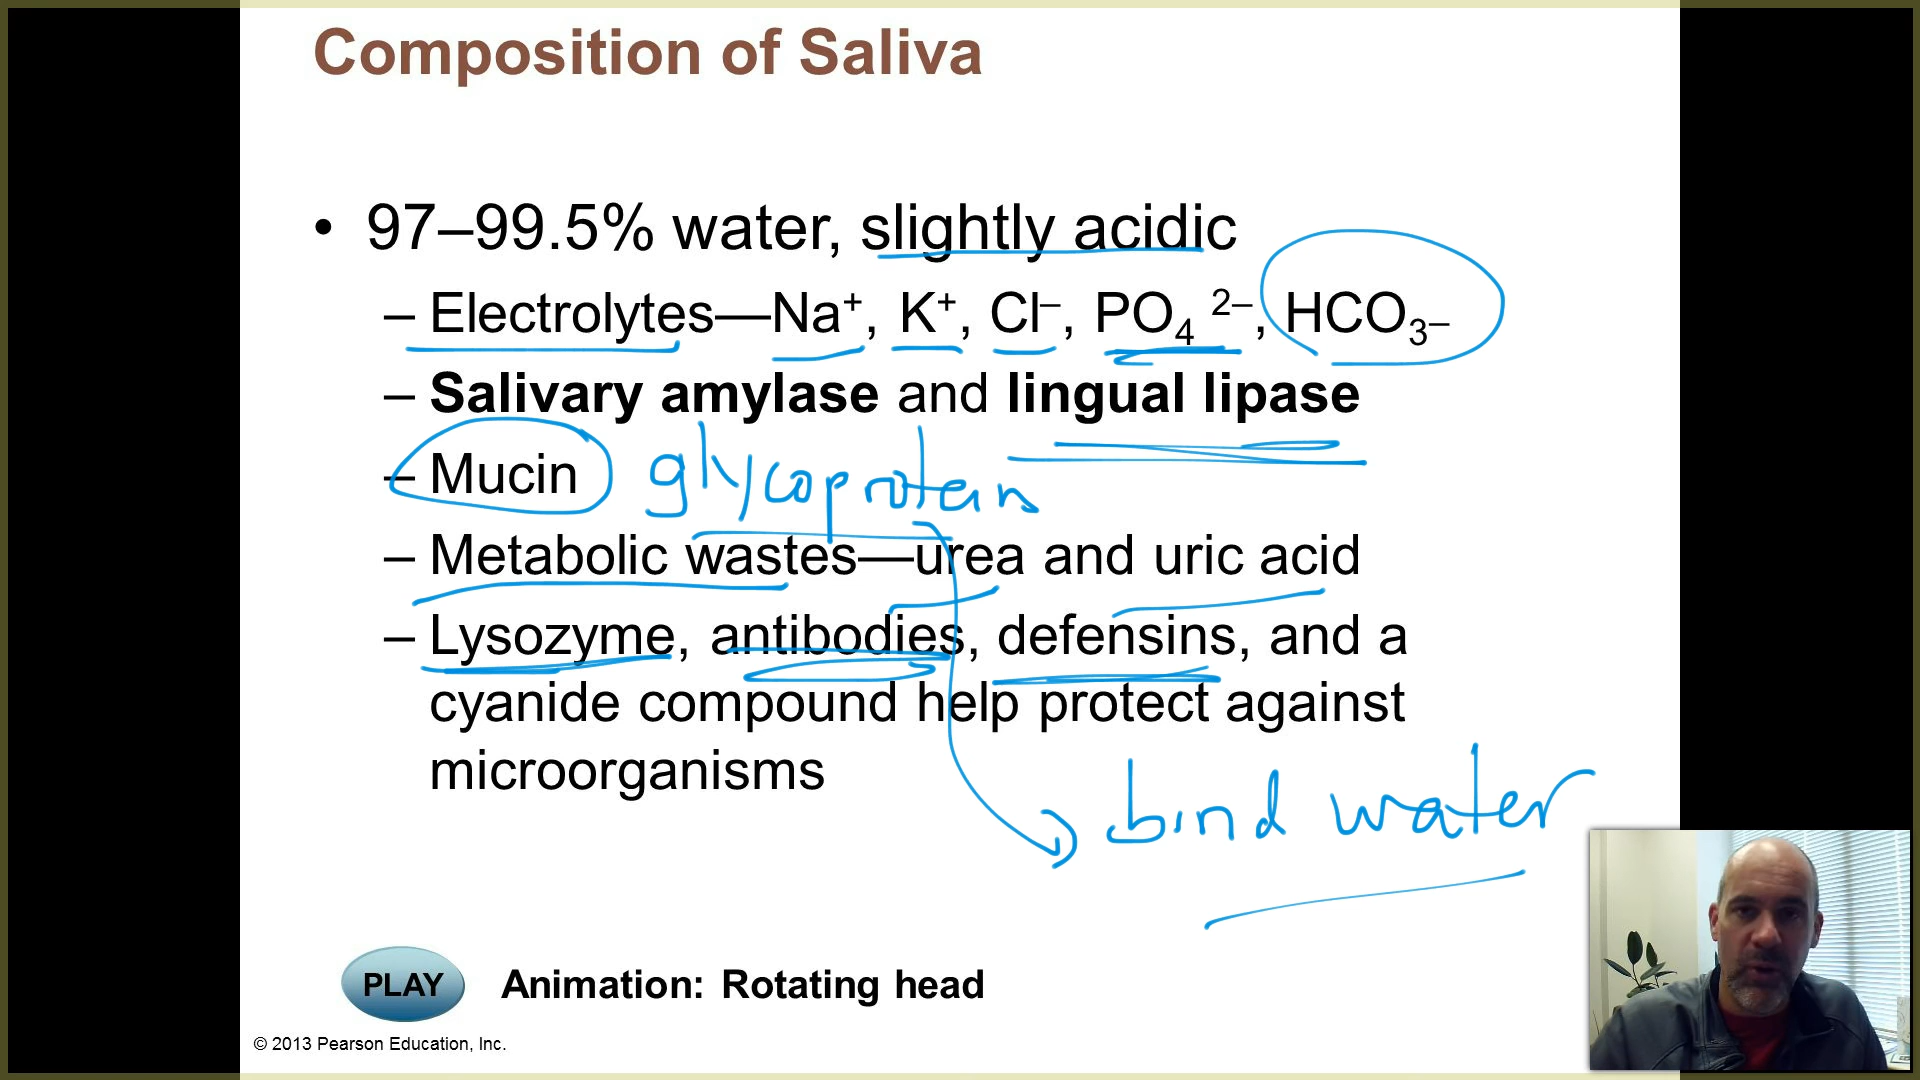 Composition of Saliva
• 97–99.5% water, slightly acidic
– Electrolytes—Na⁺, K⁺, Cl⁻, PO₄ ²⁻, HCO₃₋
– Salivary amylase and lingual lipase
– Mucin glycoprotein
– Metabolic wastes—urea and uric acid
– Lysozyme, antibodies, defensins, and a
cyanide compound help protect against
microorganisms
bind water
PLAY Animation: Rotating head
© 2013 Pearson Education, Inc.